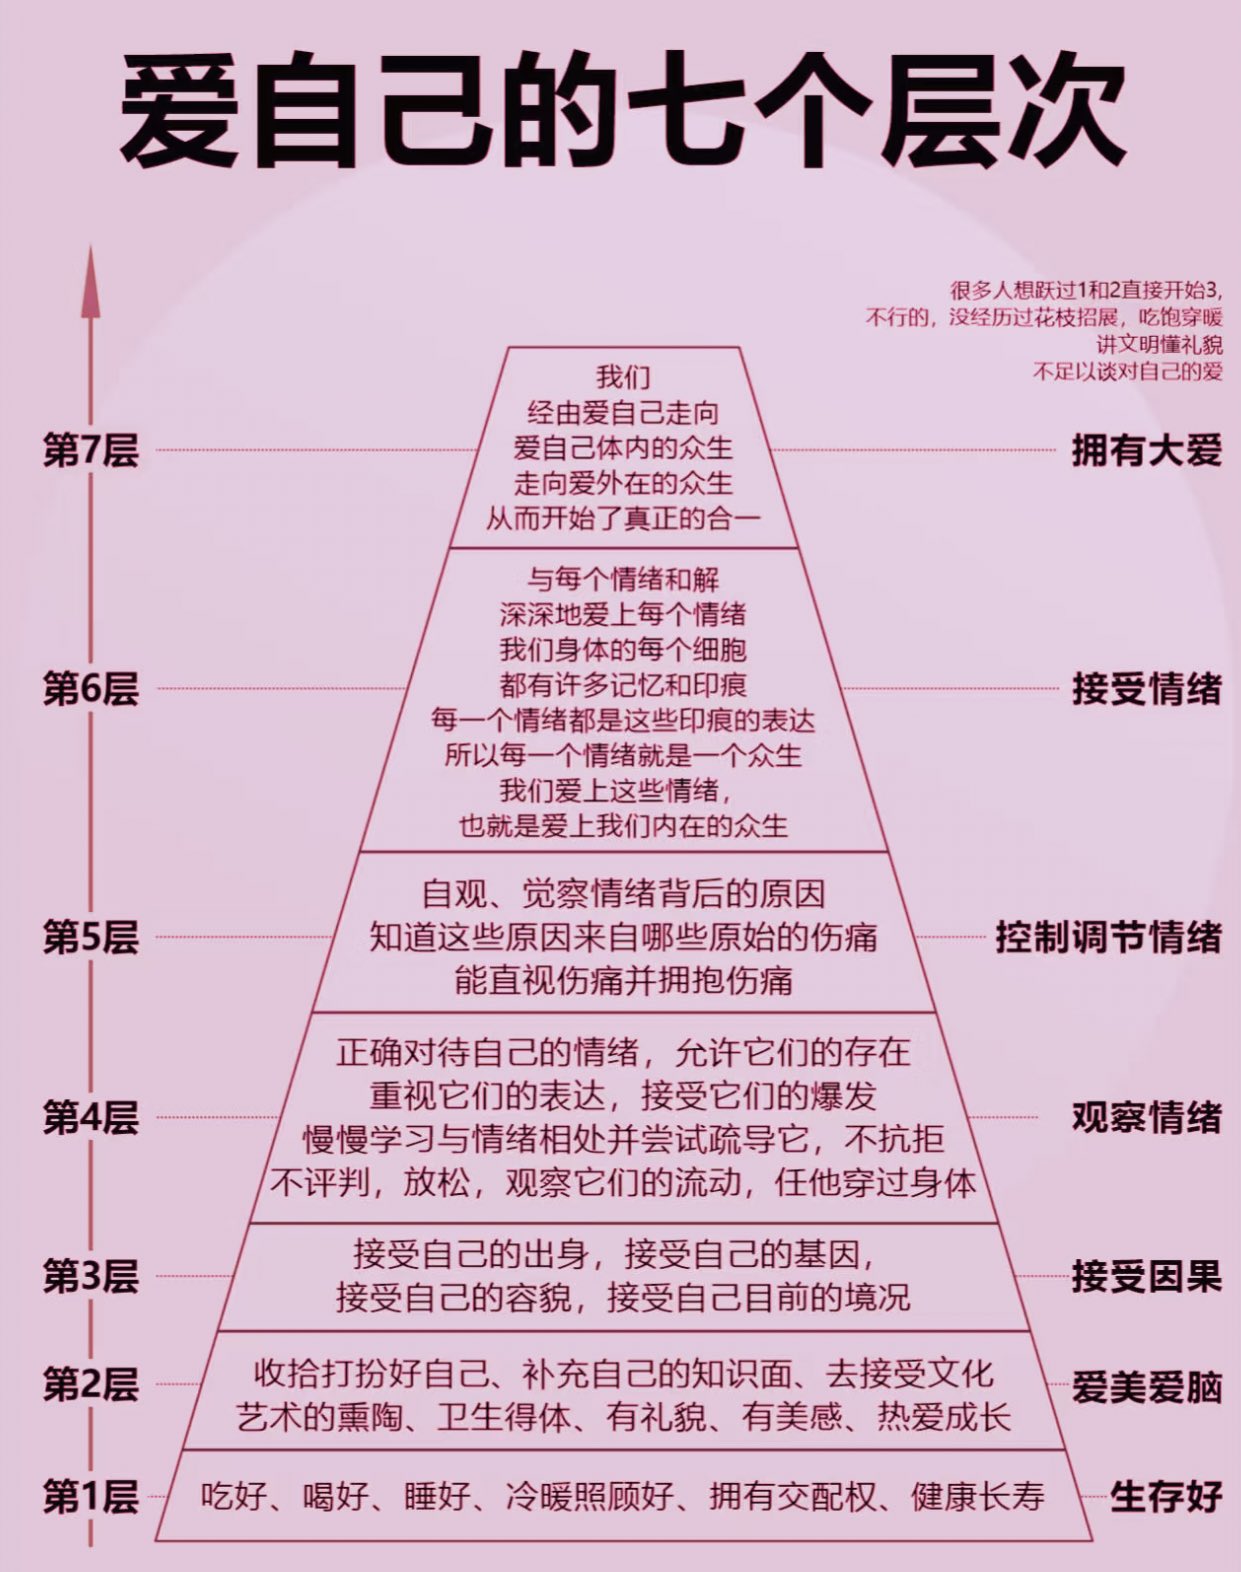 爱自己的七个层次
很多人想跃过1和2直接开始3,
不行的，没经历过花枝招展，吃饱穿暖
讲文明懂礼貌
不足以谈对自己的爱
第7层
我们
经由爱自己走向
爱自己体内的众生
走向爱外在的众生
从而开始了真正的合一
拥有大爱
第6层
与每个情绪和解
深深地爱上每个情绪
我们身体的每个细胞
都有许多记忆和印痕
每一个情绪都是这些印痕的表达
所以每一个情绪就是一个众生
我们爱上这些情绪，
也就是爱上我们内在的众生
接受情绪
第5层
自观、觉察情绪背后的原因
知道这些原因来自哪些原始的伤痛
能直视伤痛并拥抱伤痛
控制调节情绪
第4层
正确对待自己的情绪，允许它们的存在
重视它们的表达，接受它们的爆发
慢慢学习与情绪相处并尝试疏导它，不抗拒
不评判，放松，观察它们的流动，任他穿过身体
观察情绪
第3层
接受自己的出身，接受自己的基因，
接受自己的容貌，接受自己目前的境况
接受因果
第2层
收拾打扮好自己、补充自己的知识面、去接受文化
艺术的熏陶、卫生得体、有礼貌、有美感、热爱成长
爱美爱脑
第1层
吃好、喝好、睡好、冷暖照顾好、拥有交配权、健康长寿
生存好